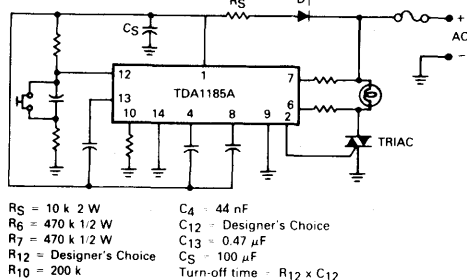 RS D1
CS + AC -
12 1 7
13 TDA1185A 6
10 14 4 8 9 2
TRIAC
RS = 10 k 2 W
R6 = 470 k 1/2 W
R7 = 470 k 1/2 W
R12 = Designer's Choice
R10 = 200 k
C4 = 44 nF
C12 = Designer's Choice
C13 = 0.47 µF
CS = 100 µF
Turn-off time = R12 x C12